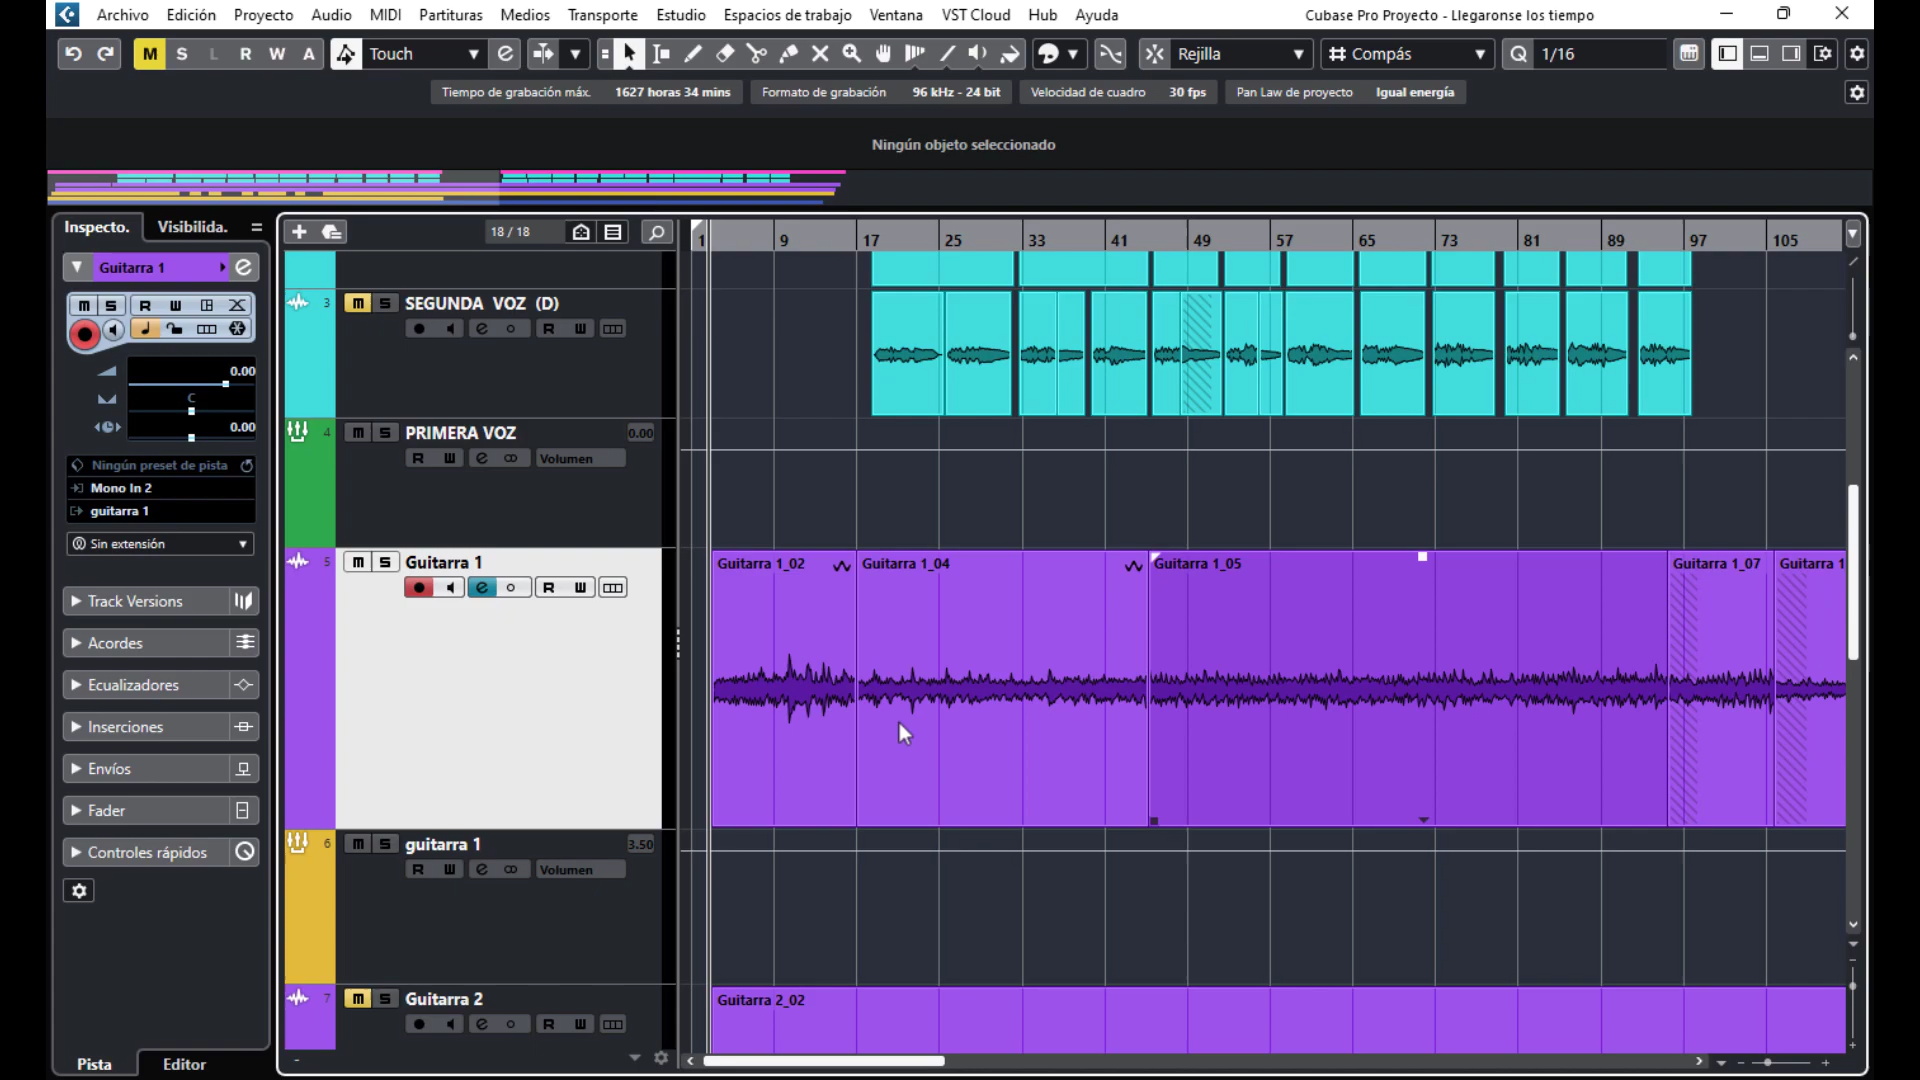 Archivo Edición Proyecto Audio MIDI Partituras Medios Transporte Estudio Espacios de trabajo Ventana VST Cloud Hub Ayuda Cubase Pro Proyecto - Llegaronse los tiempo
M S L R W A Touch Rejilla Compás Q 1/16
Tiempo de grabación máx. 1627 horas 34 mins Formato de grabación 96 kHz - 24 bit Velocidad de cuadro 30 fps Pan Law de proyecto Igual energía
Ningún objeto seleccionado
Inspecto. Visibilida.
18 / 18
1 9 17 25 33 41 49 57 65 73 81 89 97 105
Guitarra 1
m S R W
0.00
C
0.00
Ningún preset de pista
Mono In 2
guitarra 1
Sin extensión
Track Versions
Acordes
Ecualizadores
Inserciones
Envíos
Fader
Controles rápidos
Pista Editor
3 m S SEGUNDA VOZ (D)
R W
4 m S PRIMERA VOZ 0.00
R W Volumen
5 m S Guitarra 1
R W
Guitarra 1_02 Guitarra 1_04 Guitarra 1_05 Guitarra 1_07 Guitarra 1
6 m S guitarra 1 3.50
R W Volumen
7 m S Guitarra 2
R W
Guitarra 2_02